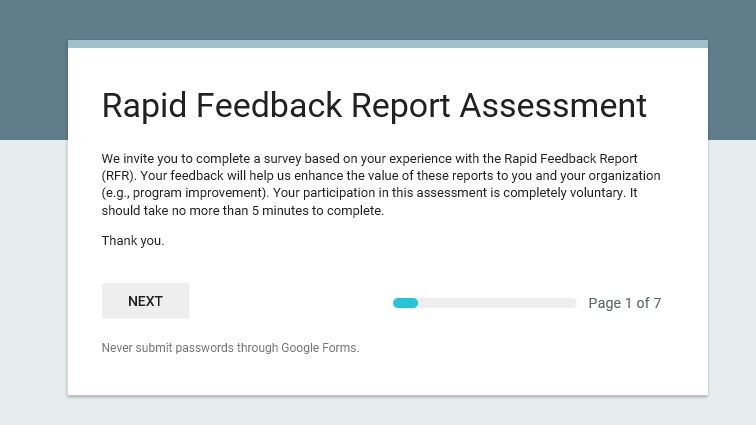 Rapid Feedback Report Assessment
We invite you to complete a survey based on your experience with the Rapid Feedback Report
(RFR). Your feedback will help us enhance the value of these reports to you and your organization
(e.g., program improvement). Your participation in this assessment is completely voluntary. It
should take no more than 5 minutes to complete.
Thank you.
NEXT
Page 1 of 7
Never submit passwords through Google Forms.